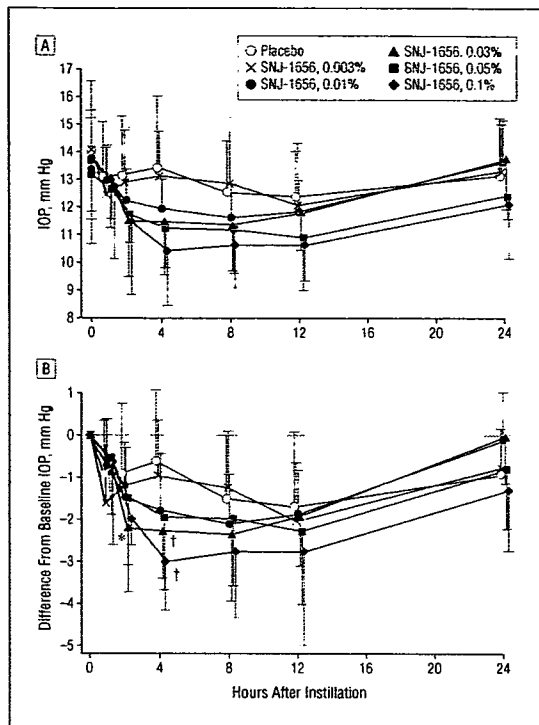 A
Placebo
SNJ-1656, 0.003%
SNJ-1656, 0.01%
SNJ-1656, 0.03%
SNJ-1656, 0.05%
SNJ-1656, 0.1%
17
16
15
14
13
12
11
10
9
8
IOP, mm Hg
0 4 8 12 16 20 24
B
1
0
−1
−2
−3
−4
−5
Difference From Baseline IOP, mm Hg
*
†
†
0 4 8 12 16 20 24
Hours After Instillation